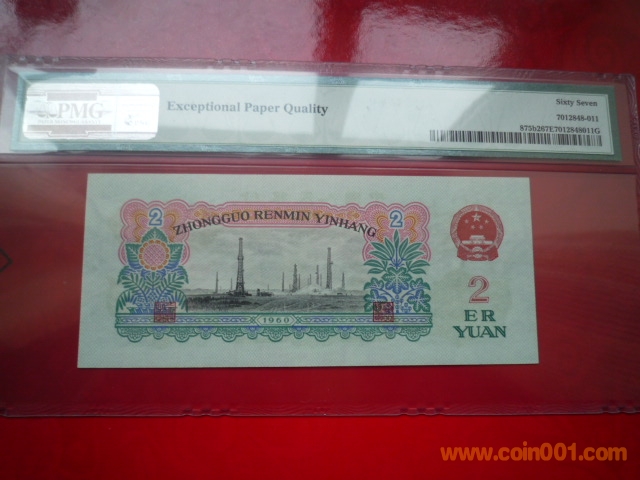 PMG
Exceptional Paper Quality
Sixty Seven
7012848-011
875b267E7012848011G
2
2
ZHONGGUO RENMIN YINHANG
2
ER
YUAN
1960
www.coin001.com